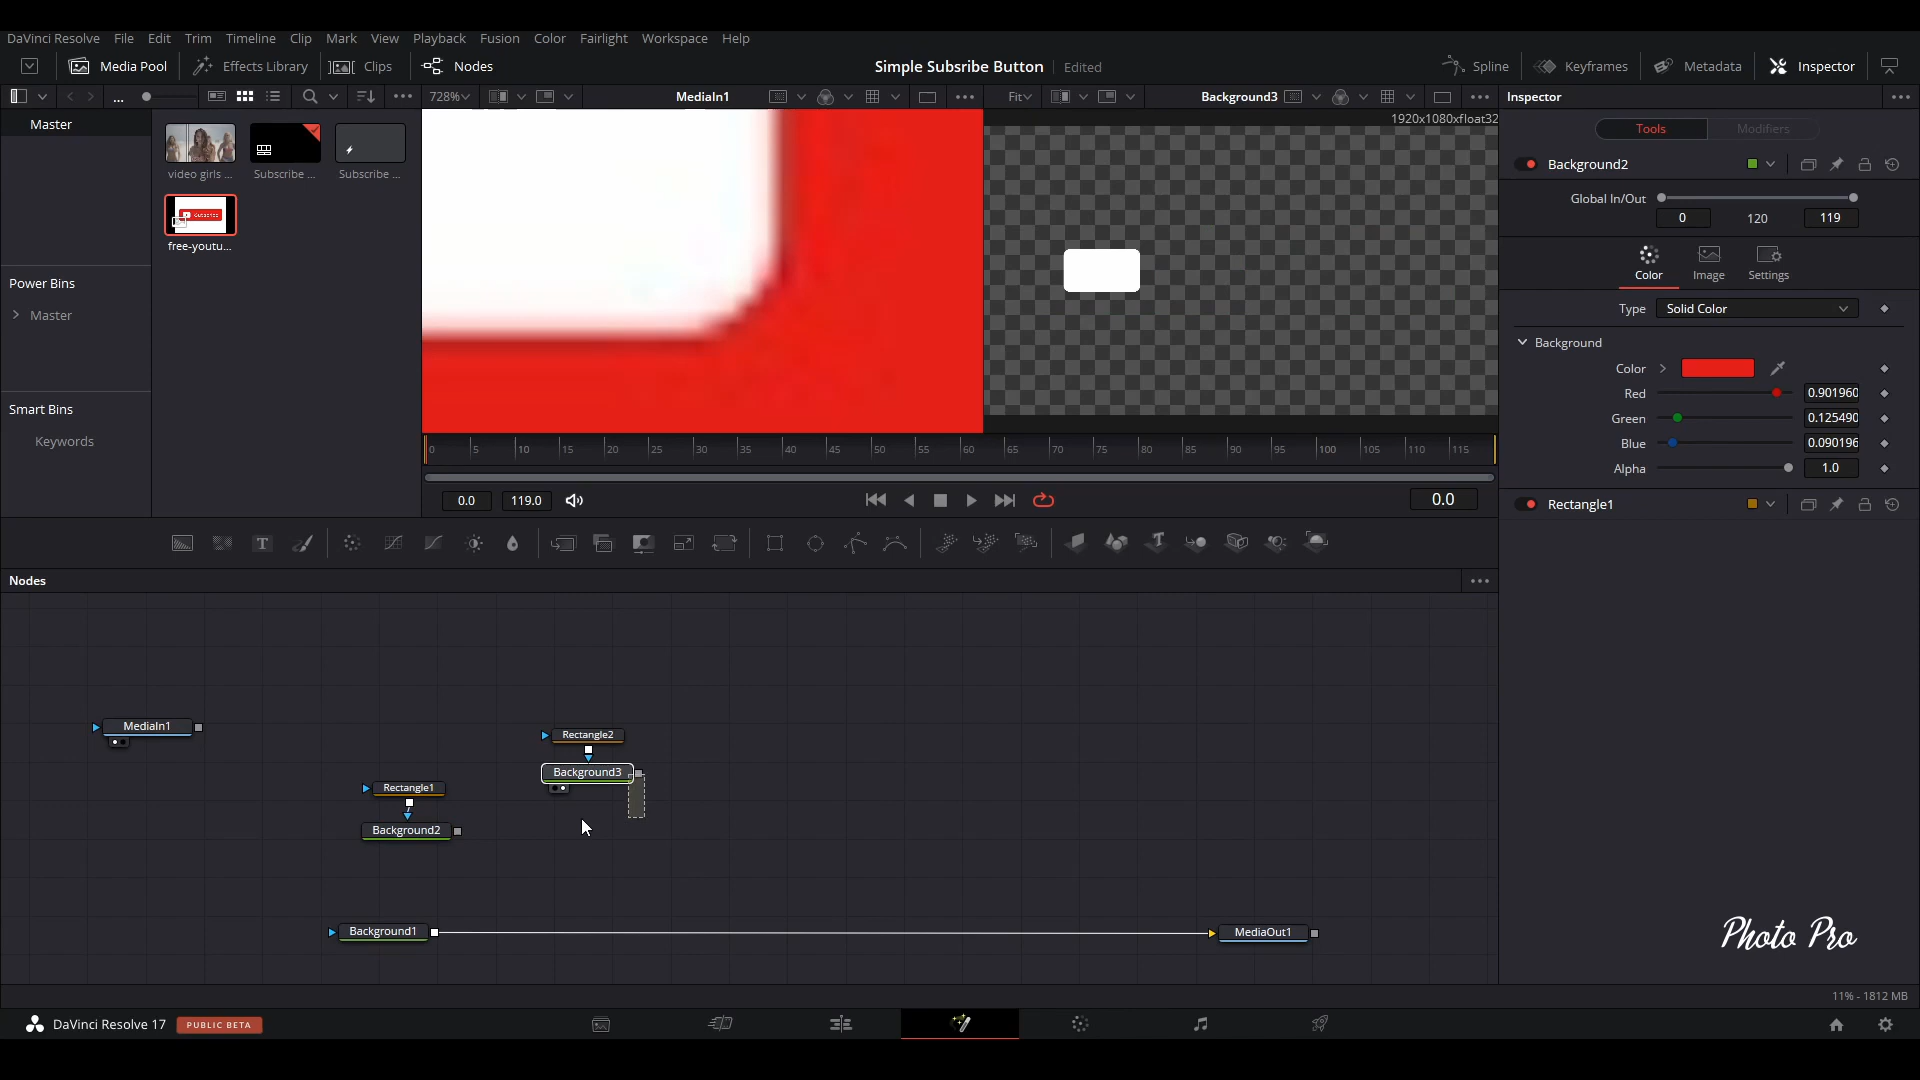 DaVinci Resolve File Edit Trim Timeline Clip Mark View Playback Fusion Color Fairlight Workspace Help
Media Pool Effects Library Clips Nodes Simple Subsribe Button Edited Spline Keyframes Metadata Inspector
... 728% MediaIn1 Fit Background3 Inspector
Master
1920x1080xfloat32
Tools Modifiers
video girls ... Subscribe ... Subscribe ...
Background2
Global In/Out
0 120 119
free-youtu...
Color Image Settings
Power Bins
Master
Type Solid Color
Background
Color
Red 0.901960
Green 0.125490
Blue 0.090196
Alpha 1.0
Smart Bins
Keywords
0 5 10 15 20 25 30 35 40 45 50 55 60 65 70 75 80 85 90 95 100 105 110 115
0.0 119.0 0.0
Rectangle1
Nodes
MediaIn1
Rectangle2
Background3
Rectangle1
Background2
Background1
MediaOut1
Photo Pro
11% - 1812 MB
DaVinci Resolve 17 PUBLIC BETA